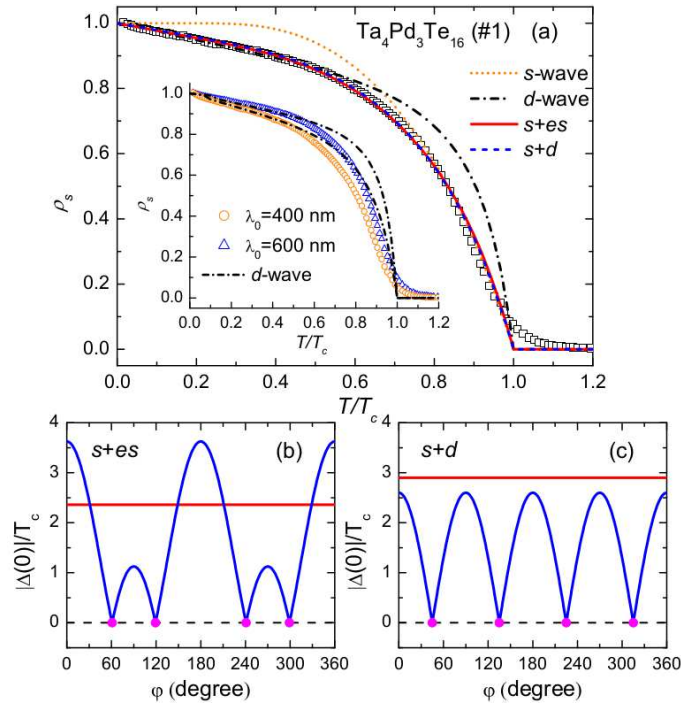 Ta4Pd3Te16 (#1) (a)
s-wave
d-wave
s+es
s+d
ρs
1.0
0.8
0.6
0.4
0.2
0.0
0.0 0.2 0.4 0.6 0.8 1.0 1.2
T/Tc
ρs
1.0
0.8
0.6
0.4
0.2
0.0
λ0=400 nm
λ0=600 nm
d-wave
0.0 0.2 0.4 0.6 0.8 1.0 1.2
T/Tc
s+es (b)
|Δ(0)|/Tc
4
3
2
1
0
0 60 120 180 240 300 360
φ (degree)
s+d (c)
|Δ(0)|/Tc
4
3
2
1
0
0 60 120 180 240 300 360
φ (degree)